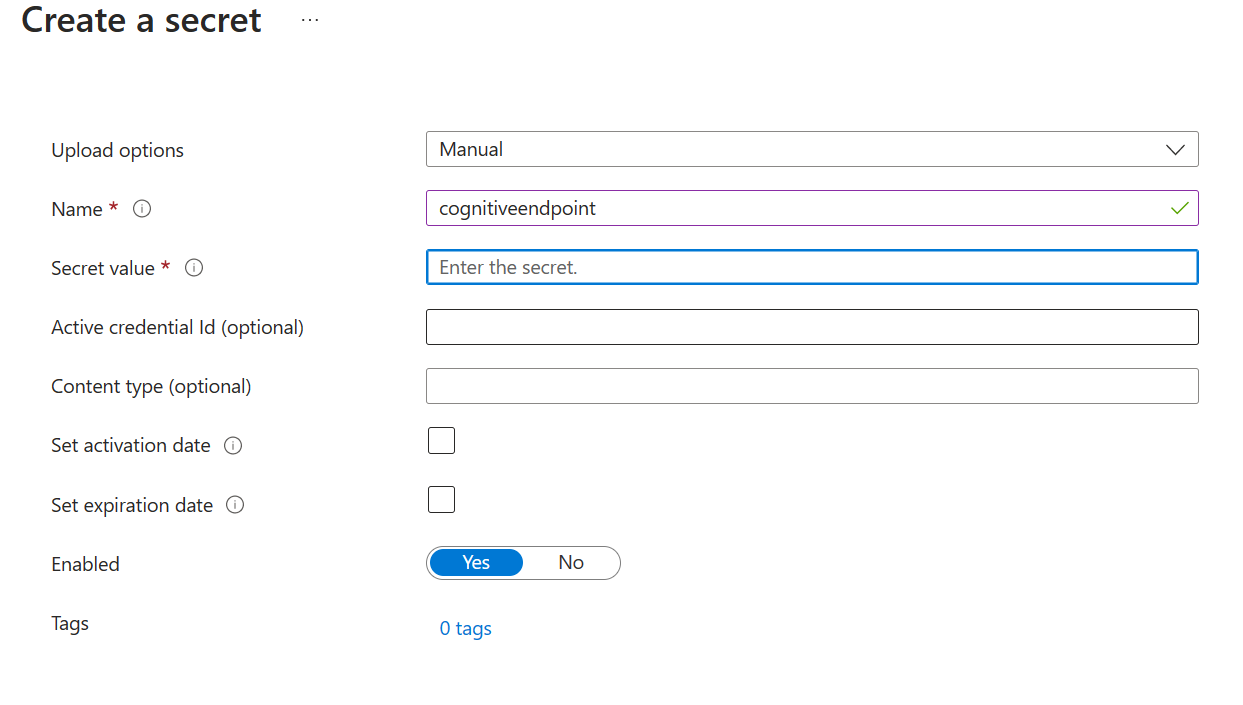 Create a secret ...
Upload options Manual
Name * cognitiveendpoint
Secret value * Enter the secret.
Active credential Id (optional)
Content type (optional)
Set activation date
Set expiration date
Enabled Yes No
Tags 0 tags